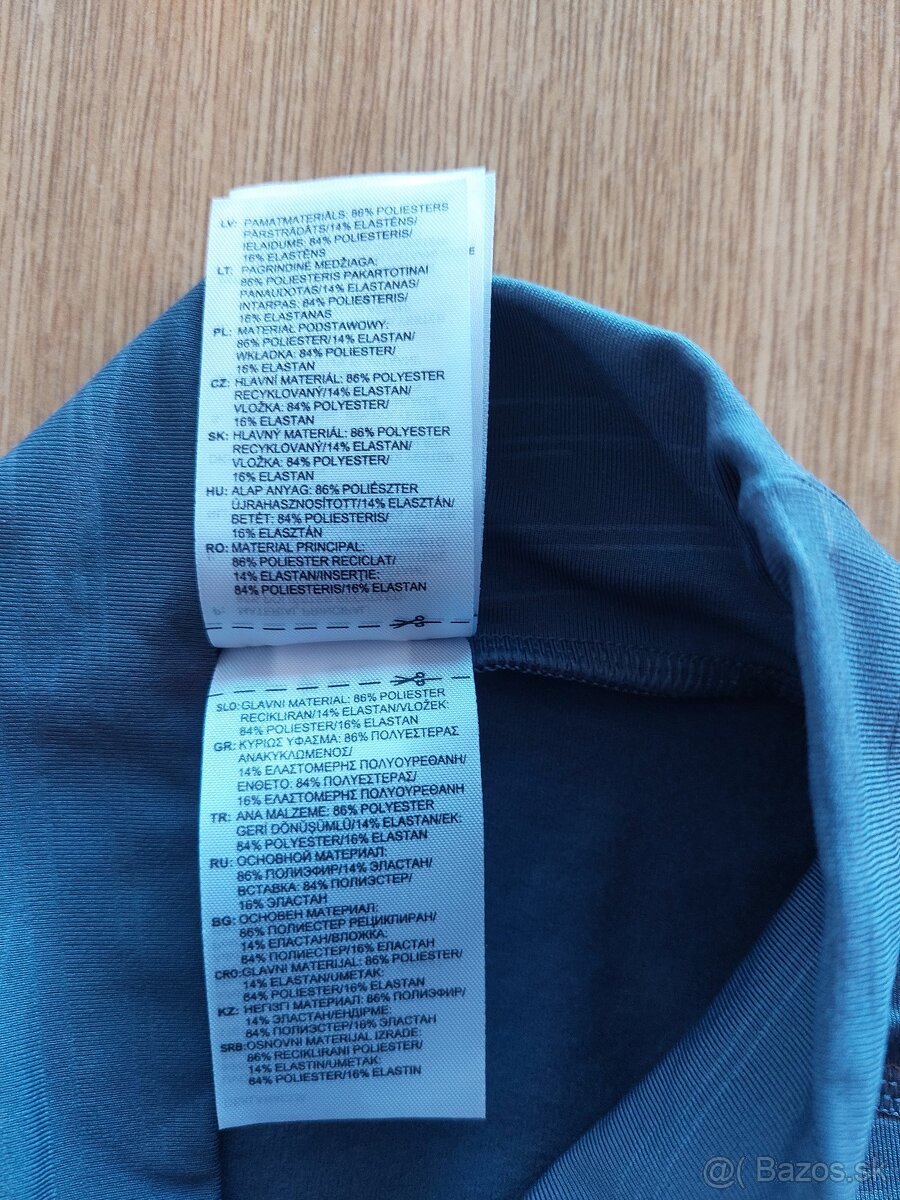 LV: PAMATMATERIĀLS: 86% POLIESTERS
PĀRSTRĀDĀTS/14% ELASTĒNS/
IELAIDUMS: 84% POLIESTERIS/
16% ELASTĒNS
LT: PAGRINDINĖ MEDŽIAGA:
86% POLIESTERIS PAKARTOTINAI
PANAUDOTAS/14% ELASTANAS/
INTARPAS: 84% POLIESTERIS/
16% ELASTANAS
PL: MATERIAŁ PODSTAWOWY:
86% POLIESTER/14% ELASTAN/
WKŁADKA: 84% POLIESTER/
16% ELASTAN
CZ: HLAVNÍ MATERIÁL: 86% POLYESTER
RECYKLOVANÝ/14% ELASTAN/
VLOŽKA: 84% POLYESTER/
16% ELASTAN
SK: HLAVNÝ MATERIÁL: 86% POLYESTER
RECYKLOVANÝ/14% ELASTAN/
VLOŽKA: 84% POLYESTER/
16% ELASTAN
HU: ALAP ANYAG: 86% POLIÉSZTER
ÚJRAHASZNOSÍTOTT/14% ELASZTÁN/
BETÉT: 84% POLIESTERIS/
16% ELASZTÁN
RO: MATERIAL PRINCIPAL:
86% POLIESTER RECICLAT/
14% ELASTAN/INSERŢIE:
84% POLIESTERIS/16% ELASTAN
SLO: GLAVNI MATERIAL: 86% POLIESTER
RECIKLIRAN/14% ELASTAN/VLOŽEK:
84% POLIESTER/16% ELASTAN
GR: ΚΥΡΙΩΣ ΥΦΑΣΜΑ: 86% ΠΟΛΥΕΣΤΕΡΑΣ
ΑΝΑΚΥΚΛΩΜΕΝΟΣ/
14% ΕΛΑΣΤΟΜΕΡΗΣ ΠΟΛΥΟΥΡΕΘΑΝΗ/
ΕΝΘΕΤΟ: 84% ΠΟΛΥΕΣΤΕΡΑΣ/
16% ΕΛΑΣΤΟΜΕΡΗΣ ΠΟΛΥΟΥΡΕΘΑΝΗ
TR: ANA MALZEME: 86% POLYESTER
GERİ DÖNÜŞÜMLÜ/14% ELASTAN/EK:
84% POLYESTER/16% ELASTAN
RU: ОСНОВНОЙ МАТЕРИАЛ:
86% ПОЛИЭФИР/14% ЭЛАСТАН/
ВСТАВКА: 84% ПОЛИЭСТЕР/
16% ЭЛАСТАН
BG: ОСНОВЕН МАТЕРИАЛ:
86% ПОЛИЕСТЕР РЕЦИКЛИРАН/
14% ЕЛАСТАН/ВЛОЖКА:
84% ПОЛИЕСТЕР/16% ЕЛАСТАН
CRO: GLAVNI MATERIJAL: 86% POLIESTER/
14% ELASTAN/UMETAK:
84% POLIESTER/16% ELASTAN
KZ: НЕГІЗГІ МАТЕРИАЛ: 86% ПОЛИЭФИР/
14% ЭЛАСТАН/ЕНДІРМЕ:
84% ПОЛИЭСТЕР/16% ЭЛАСТАН
SRB: OSNOVNI MATERIJAL IZRADE:
86% RECIKLIRANI POLIESTER/
14% ELASTIN/UMETAK:
84% POLIESTER/16% ELASTIN
@( Bazos.sk